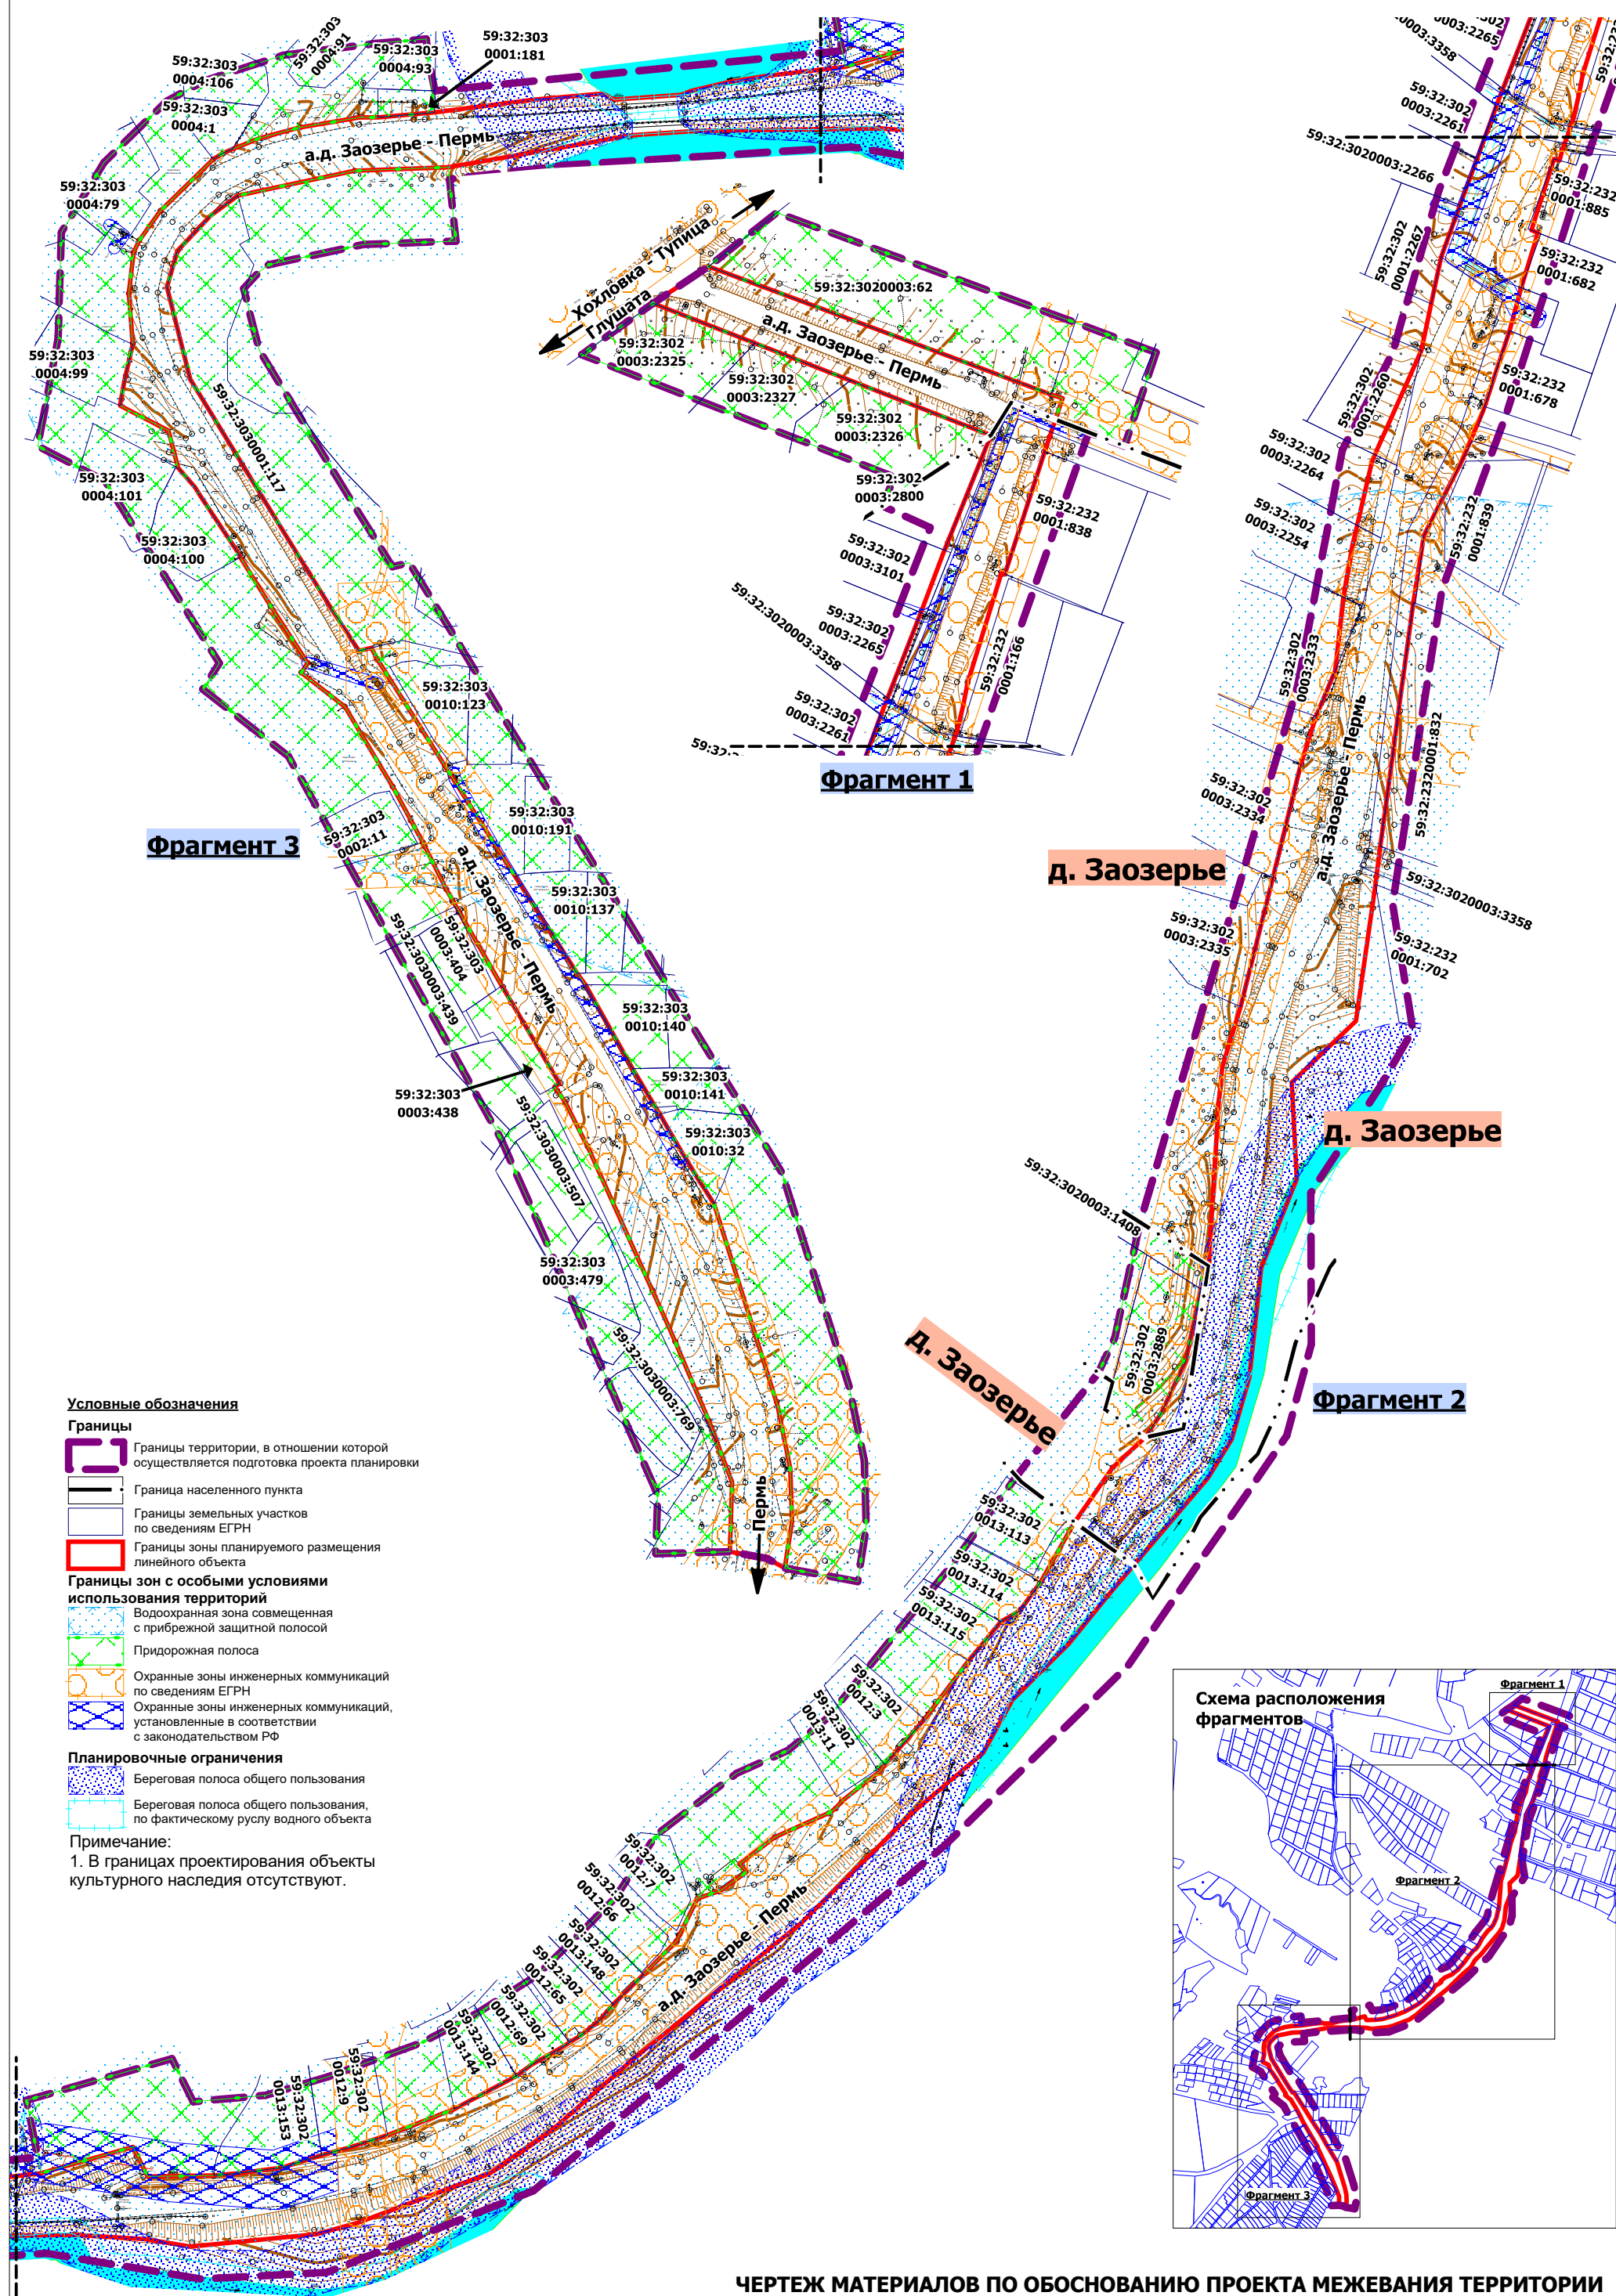 59:32:303
0004:91
59:32:303
0004:106
59:32:303
0004:93
59:32:303
0001:181
59:32:303
0004:1
а.д. Заозерье - Пермь
59:32:303
0004:79
59:32:303
0004:99
59:32:3030001:117
59:32:303
0004:101
59:32:303
0004:100
59:32:303
0010:123
59:32:303
0010:191
59:32:303
0002:11
Фрагмент 3
а.д. Заозерье - Пермь
59:32:303
0010:137
59:32:303
0003:404
59:32:3030003:439
59:32:303
0010:140
59:32:303
0010:141
59:32:303
0003:438
59:32:303
0010:32
59:32:3030003:507
59:32:303
0003:479
59:32:3030003:769
Пермь
Хохловка - Тупица
Глушата
59:32:3020003:62
а.д. Заозерье - Пермь
59:32:302
0003:2325
59:32:302
0003:2327
59:32:302
0003:2326
59:32:302
0003:2800
59:32:232
0001:838
59:32:302
0003:3101
59:32:3020003:3358
59:32:302
0003:2265
59:32:232
0001:166
59:32:302
0003:2261
Фрагмент 1
0003:2265
59:32:302
0003:2261
59:32:3020003:2266
59:32:232
0001:885
59:32:302
0001:2267
59:32:232
0001:682
59:32:302
0001:2260
59:32:232
0001:678
59:32:302
0003:2264
59:32:302
0003:2254
59:32:232
0001:839
59:32:302
0003:2333
а.д. Заозерье - Пермь
59:32:2320001:832
59:32:302
0003:2334
д. Заозерье
59:32:3020003:3358
59:32:302
0003:2335
59:32:232
0001:702
д. Заозерье
59:32:3020003:1408
59:32:302
0003:2889
д. Заозерье
Фрагмент 2
59:32:302
0013:113
59:32:302
0013:114
59:32:302
0013:115
59:32:302
0012:3
59:32:302
0013:11
59:32:302
0012:7
59:32:302
0012:66
59:32:302
0013:148
59:32:302
0012:65
59:32:302
0012:69
59:32:302
0013:144
59:32:302
0012:9
59:32:302
0013:153
а.д. Заозерье - Пермь
Условные обозначения
Границы
Границы территории, в отношении которой
осуществляется подготовка проекта планировки
Граница населенного пункта
Границы земельных участков
по сведениям ЕГРН
Границы зоны планируемого размещения
линейного объекта
Границы зон с особыми условиями
использования территорий
Водоохранная зона совмещенная
с прибрежной защитной полосой
Придорожная полоса
Охранные зоны инженерных коммуникаций
по сведениям ЕГРН
Охранные зоны инженерных коммуникаций,
установленные в соответствии
с законодательством РФ
Планировочные ограничения
Береговая полоса общего пользования
Береговая полоса общего пользования,
по фактическому руслу водного объекта
Примечание:
1. В границах проектирования объекты
культурного наследия отсутствуют.
Схема расположения
фрагментов
Фрагмент 1
Фрагмент 2
Фрагмент 3
ЧЕРТЕЖ МАТЕРИАЛОВ ПО ОБОСНОВАНИЮ ПРОЕКТА МЕЖЕВАНИЯ ТЕРРИТОРИИ